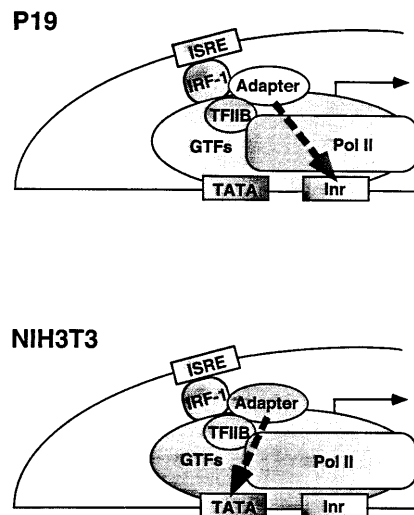 P19
ISRE
IRF-1
Adapter
TFIIB
GTFs
Pol II
TATA
Inr
NIH3T3
ISRE
IRF-1
Adapter
TFIIB
GTFs
Pol II
TATA
Inr